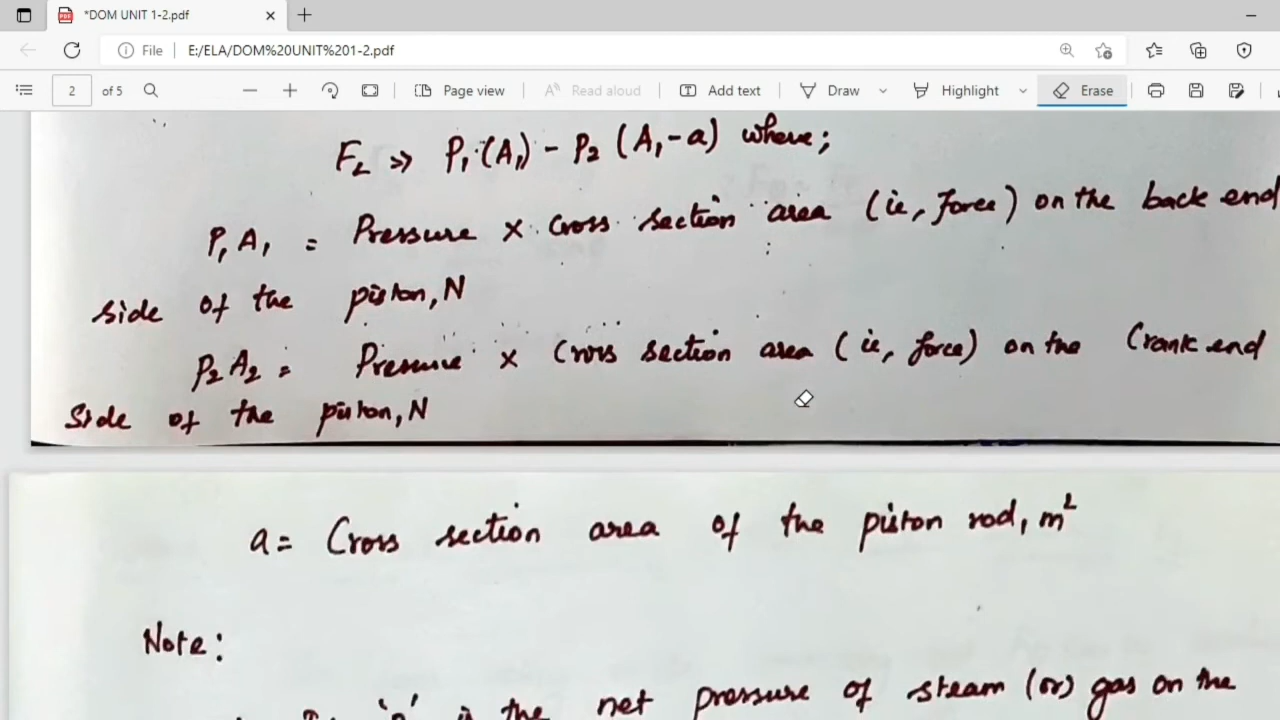 *DOM UNIT 1-2.pdf
File
E:/ELA/DOM%20UNIT%201-2.pdf
2 of 5
Page view
Read aloud
Add text
Draw
Highlight
Erase
F_L => P₁.(A₁) - P₂ (A₁-a) where;
P₁A₁ = Pressure × Cross section area (ie, force) on the back end
side of the piston, N
P₂A₂ = Pressure × Cross section area (ie, force) on the Crank end
Side of the piston, N
a = Cross section area of the piston rod, m²
Note:
'p' is the net pressure of steam (or) gas on the